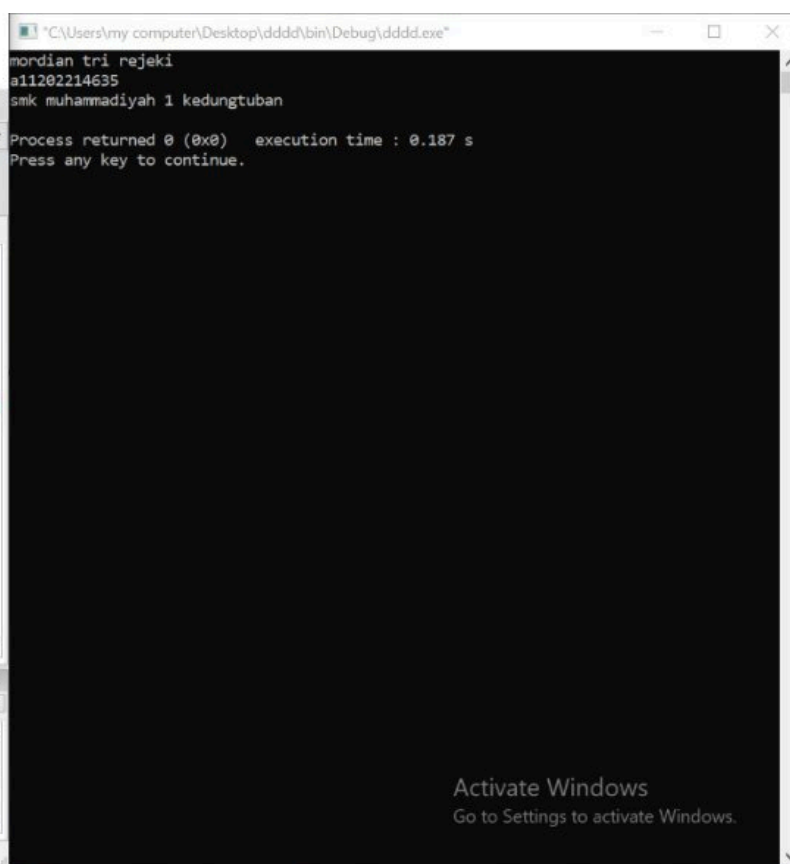 "C:\Users\my computer\Desktop\dddd\bin\Debug\dddd.exe"
mordian tri rejeki
a11202214635
smk muhammadiyah 1 kedungtuban
Process returned 0 (0x0)   execution time : 0.187 s
Press any key to continue.
Activate Windows
Go to Settings to activate Windows.